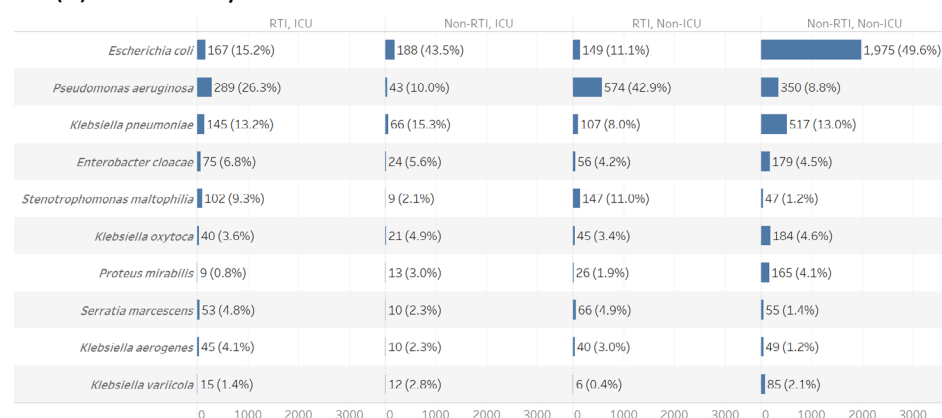 RTI, ICU Non-RTI, ICU RTI, Non-ICU Non-RTI, Non-ICU
Escherichia coli 167 (15.2%) 188 (43.5%) 149 (11.1%) 1,975 (49.6%)
Pseudomonas aeruginosa 289 (26.3%) 43 (10.0%) 574 (42.9%) 350 (8.8%)
Klebsiella pneumoniae 145 (13.2%) 66 (15.3%) 107 (8.0%) 517 (13.0%)
Enterobacter cloacae 75 (6.8%) 24 (5.6%) 56 (4.2%) 179 (4.5%)
Stenotrophomonas maltophilia 102 (9.3%) 9 (2.1%) 147 (11.0%) 47 (1.2%)
Klebsiella oxytoca 40 (3.6%) 21 (4.9%) 45 (3.4%) 184 (4.6%)
Proteus mirabilis 9 (0.8%) 13 (3.0%) 26 (1.9%) 165 (4.1%)
Serratia marcescens 53 (4.8%) 10 (2.3%) 66 (4.9%) 55 (1.4%)
Klebsiella aerogenes 45 (4.1%) 10 (2.3%) 40 (3.0%) 49 (1.2%)
Klebsiella variicola 15 (1.4%) 12 (2.8%) 6 (0.4%) 85 (2.1%)
0 1000 2000 3000 0 1000 2000 3000 0 1000 2000 3000 0 1000 2000 3000